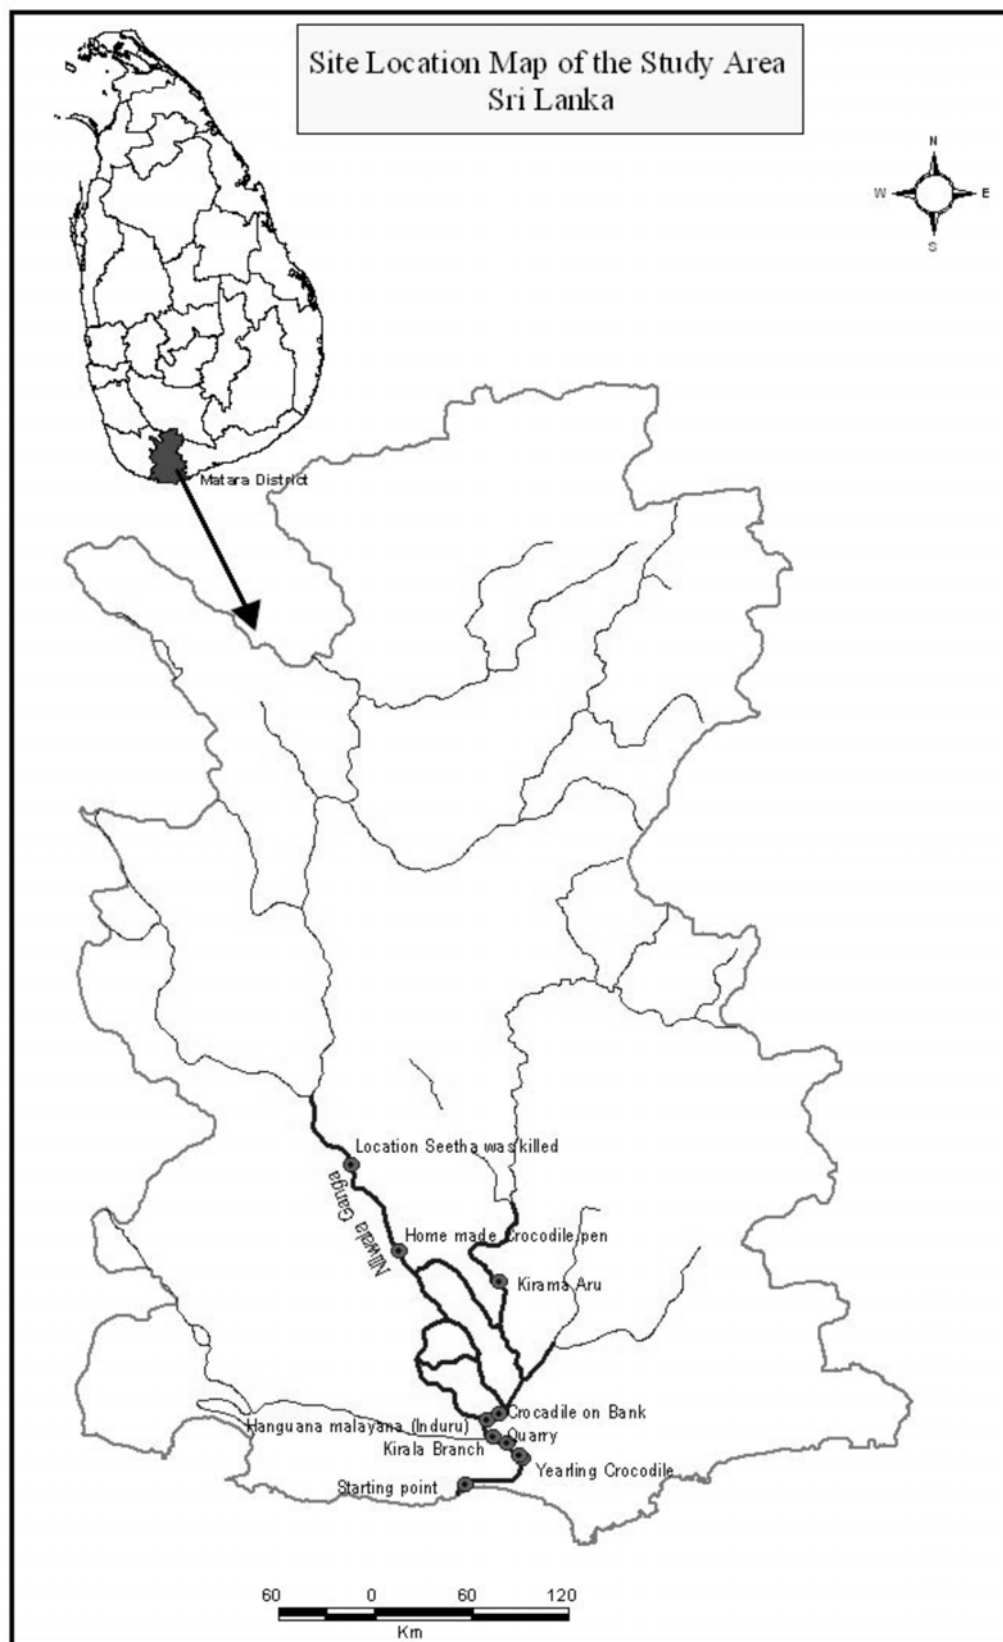 Site Location Map of the Study Area
Sri Lanka
N
W E
S
Matara District
Location Seetha was killed
Nilwala Ganga
Home made Crocodile pen
Kirama Aru
Crocadile on Bank
Hanguana malayana (Induru)
Quarry
Kirala Branch
Yearling Crocodile
Starting point
60 0 60 120
Km